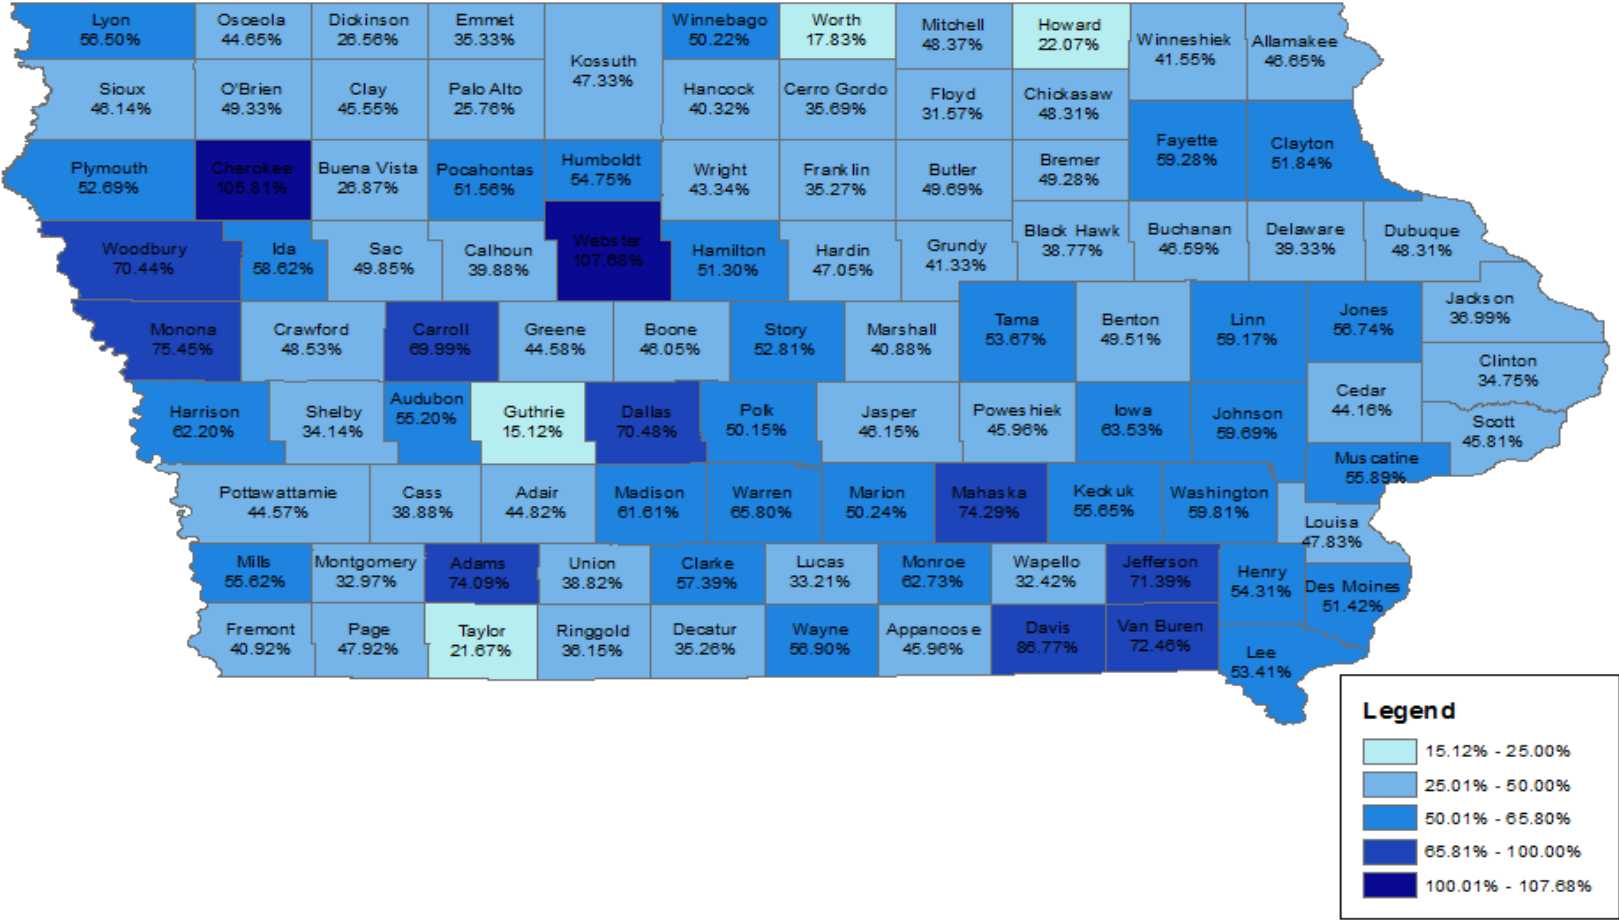 Lyon
56.50%
Osceola
44.65%
Dickinson
26.56%
Emmet
35.33%
Kossuth
47.33%
Winnebago
50.22%
Worth
17.83%
Mitchell
48.37%
Howard
22.07%
Winneshiek
41.55%
Allamakee
46.65%
Sioux
46.14%
O'Brien
49.33%
Clay
45.55%
Palo Alto
25.76%
Hancock
40.32%
Cerro Gordo
35.69%
Floyd
31.57%
Chickasaw
48.31%
Plymouth
52.69%
Cherokee
105.81%
Buena Vista
26.87%
Pocahontas
51.56%
Humboldt
54.75%
Wright
43.34%
Franklin
35.27%
Butler
49.69%
Bremer
49.28%
Fayette
59.28%
Clayton
51.84%
Woodbury
70.44%
Ida
58.62%
Sac
49.85%
Calhoun
39.88%
Webster
107.68%
Hamilton
51.30%
Hardin
47.05%
Grundy
41.33%
Black Hawk
38.77%
Buchanan
46.59%
Delaware
39.33%
Dubuque
48.31%
Monona
75.45%
Crawford
48.53%
Carroll
69.99%
Greene
44.58%
Boone
46.05%
Story
52.81%
Marshall
40.88%
Tama
53.67%
Benton
49.51%
Linn
59.17%
Jones
56.74%
Jackson
36.99%
Clinton
34.75%
Harrison
62.20%
Shelby
34.14%
Audubon
55.20%
Guthrie
15.12%
Dallas
70.48%
Polk
50.15%
Jasper
46.15%
Poweshiek
45.96%
Iowa
63.53%
Johnson
59.69%
Cedar
44.16%
Scott
45.81%
Muscatine
55.89%
Pottawattamie
44.57%
Cass
38.88%
Adair
44.82%
Madison
61.61%
Warren
65.80%
Marion
50.24%
Mahaska
74.29%
Keokuk
55.65%
Washington
59.81%
Louisa
47.83%
Mills
55.62%
Montgomery
32.97%
Adams
74.09%
Union
38.82%
Clarke
57.39%
Lucas
33.21%
Monroe
62.73%
Wapello
32.42%
Jefferson
71.39%
Henry
54.31%
Des Moines
51.42%
Fremont
40.92%
Page
47.92%
Taylor
21.67%
Ringgold
36.15%
Decatur
35.26%
Wayne
56.90%
Appanoose
45.96%
Davis
86.77%
Van Buren
72.46%
Lee
53.41%
Legend
15.12% - 25.00%
25.01% - 50.00%
50.01% - 65.80%
65.81% - 100.00%
100.01% - 107.68%